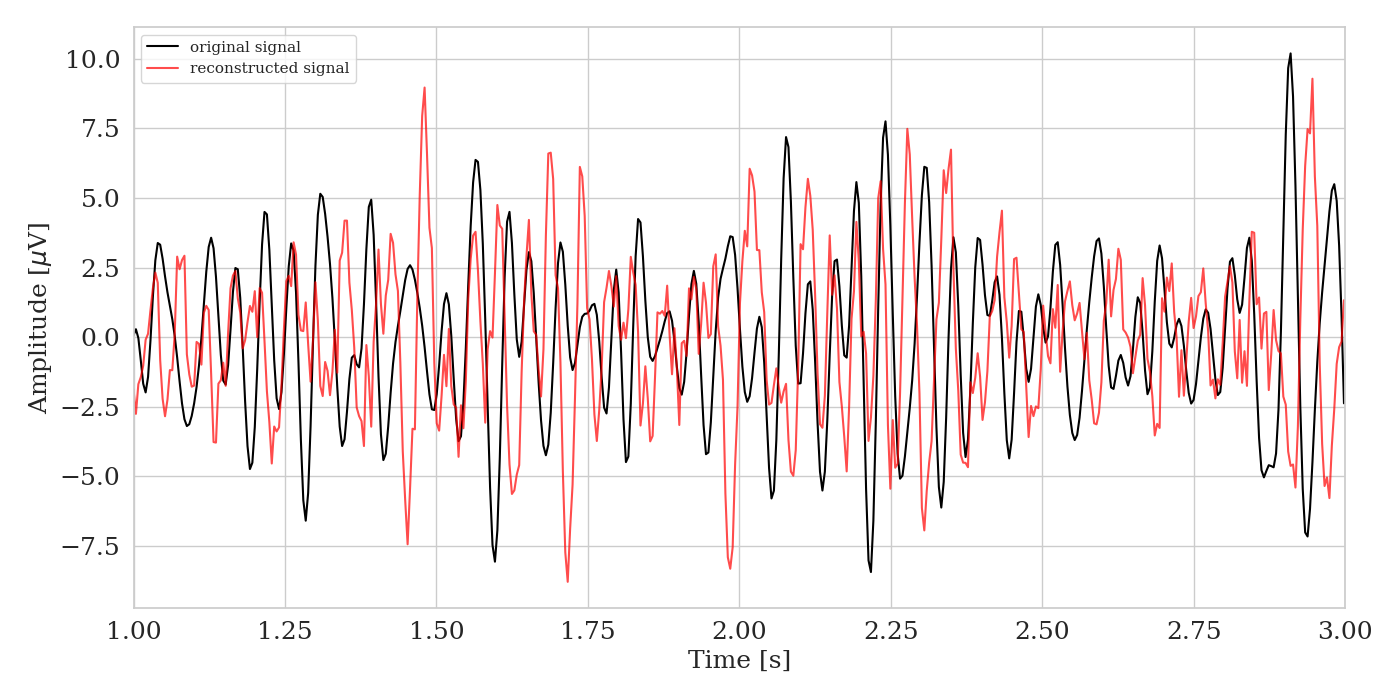 original signal
reconstructed signal
Amplitude [μV]
10.0
7.5
5.0
2.5
0.0
−2.5
−5.0
−7.5
1.00 1.25 1.50 1.75 2.00 2.25 2.50 2.75 3.00
Time [s]